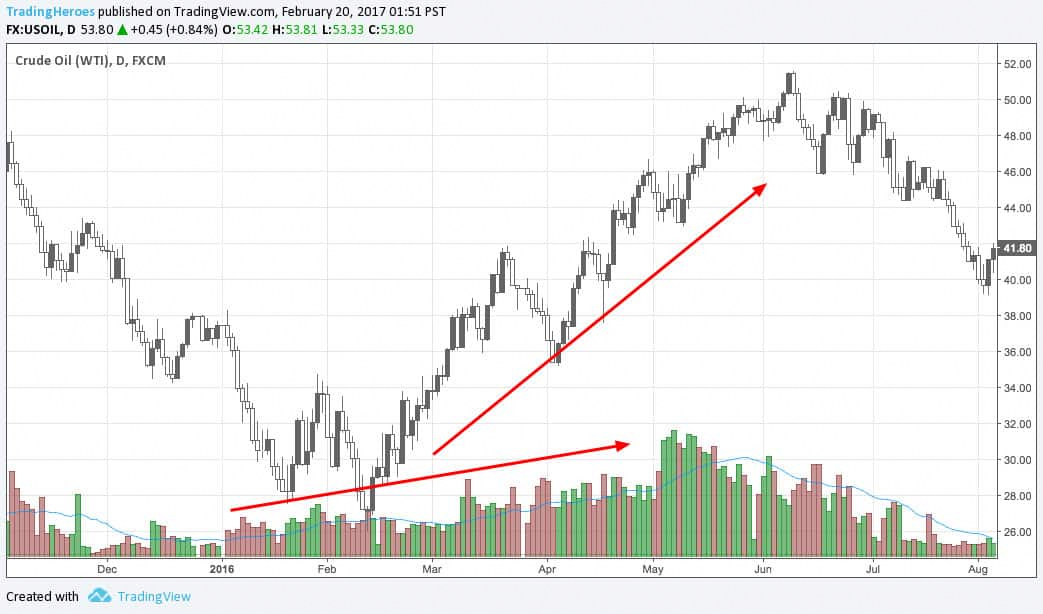 TradingHeroes published on TradingView.com, February 20, 2017 01:51 PST
FX:USOIL, D 53.80 ▲ +0.45 (+0.84%) O:53.42 H:53.81 L:53.33 C:53.80
Crude Oil (WTI), D, FXCM
52.00
50.00
48.00
46.00
44.00
41.80
40.00
38.00
36.00
34.00
32.00
30.00
28.00
26.00
Dec 2016 Feb Mar Apr May Jun Jul Aug
Created with TradingView